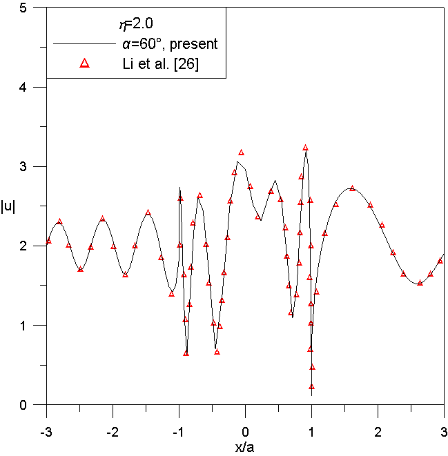 5
η=2.0
α=60°, present
Li et al. [26]
4
3
|u|
2
1
0
-3 -2 -1 0 1 2 3
x/a